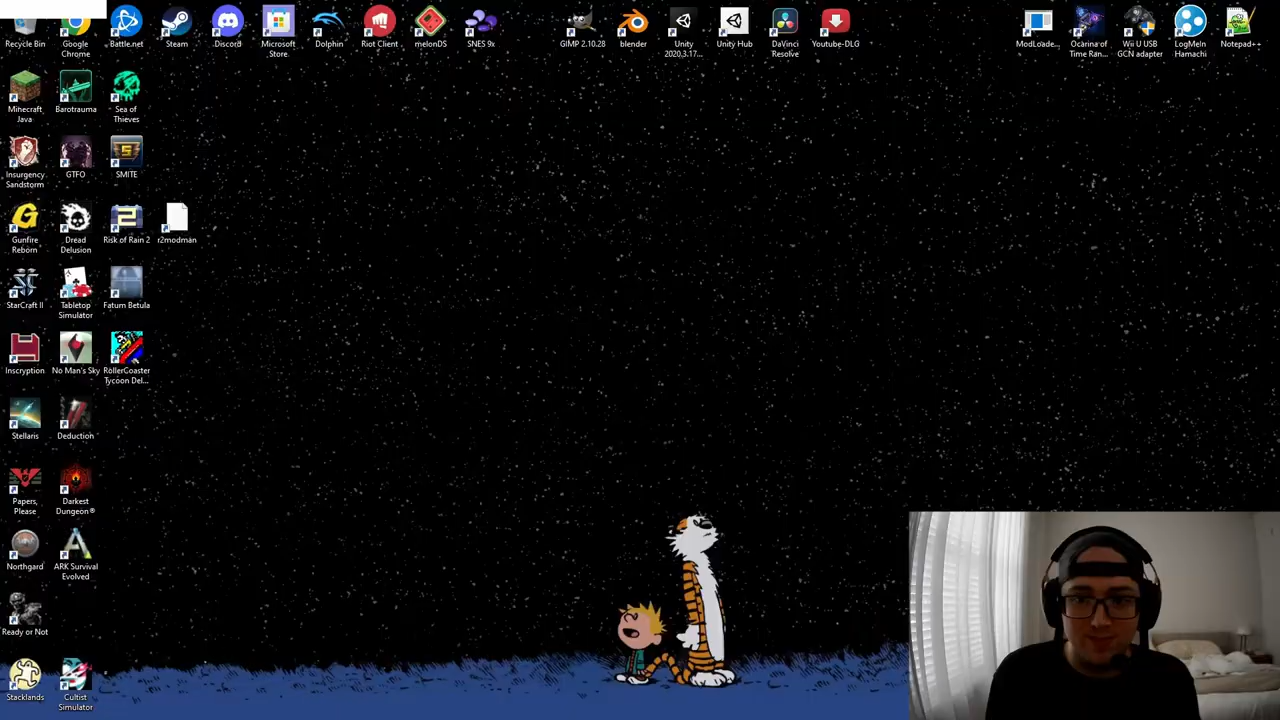 Recycle Bin
Google
Chrome
Battle.net
Steam
Discord
Microsoft
Store
Dolphin
Riot Client
melonDS
SNES 9x
GIMP 2.10.28
blender
Unity
2020.3.17...
Unity Hub
DaVinci
Resolve
Youtube-DLG
ModLoade...
Ocarina of
Time Ran...
Wii U USB
GCN adapter
LogMeIn
Hamachi
Notepad++
Minecraft
Java
Barotrauma
Sea of
Thieves
Insurgency
Sandstorm
GTFO
SMITE
Gunfire
Reborn
Dread
Delusion
Risk of Rain 2
r2modman
StarCraft II
Tabletop
Simulator
Fatum Betula
Inscryption
No Man's Sky
RollerCoaster
Tycoon Del...
Stellaris
Deduction
Papers,
Please
Darkest
Dungeon®
Northgard
ARK Survival
Evolved
Ready or Not
Stacklands
Cultist
Simulator